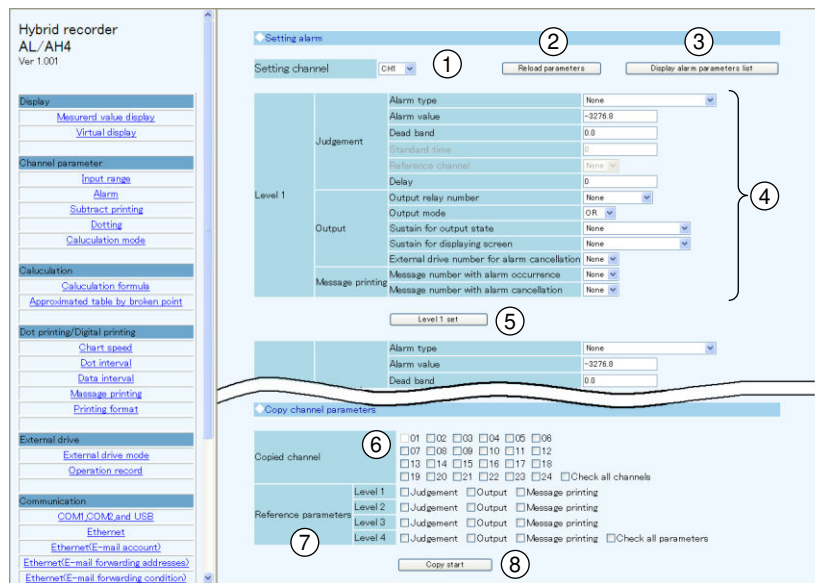 Hybrid recorder
AL/AH4
Ver 1.001
Display
Mesurerd value display
Virtual display
Channel parameter
Input range
Alarm
Subtract printing
Dotting
Caluculation mode
Caluculation
Caluculation formula
Approximated table by broken point
Dot printing/Digital printing
Chart speed
Dot interval
Data interval
Massage printing
Printing format
External drive
External drive mode
Operation record
Communication
COM1,COM2,and USB
Ethernet
Ethernet(E-mail account)
Ethernet(E-mail forwarding addresses)
Ethernet(E-mail forwarding condition)
Setting alarm
Setting channel CH1 ① Reload parameters ② Display alarm parameters list ③
Level 1
Judgement
Alarm type None
Alarm value -3276.8
Dead band 0.0
Standard time 0
Reference channel None
Delay 0
Output
Output relay number None
Output mode OR
Sustain for output state None
Sustain for displaying screen None
External drive number for alarm cancellation None
Message printing
Message number with alarm occurrence None
Message number with alarm cancellation None
④
Level 1 set ⑤
Alarm type None
Alarm value -3276.8
Dead band 0.0
Copy channel parameters
Copied channel ⑥
01 02 03 04 05 06
07 08 09 10 11 12
13 14 15 16 17 18
19 20 21 22 23 24 Check all channels
Reference parameters ⑦
Level 1 Judgement Output Message printing
Level 2 Judgement Output Message printing
Level 3 Judgement Output Message printing
Level 4 Judgement Output Message printing Check all parameters
Copy start ⑧